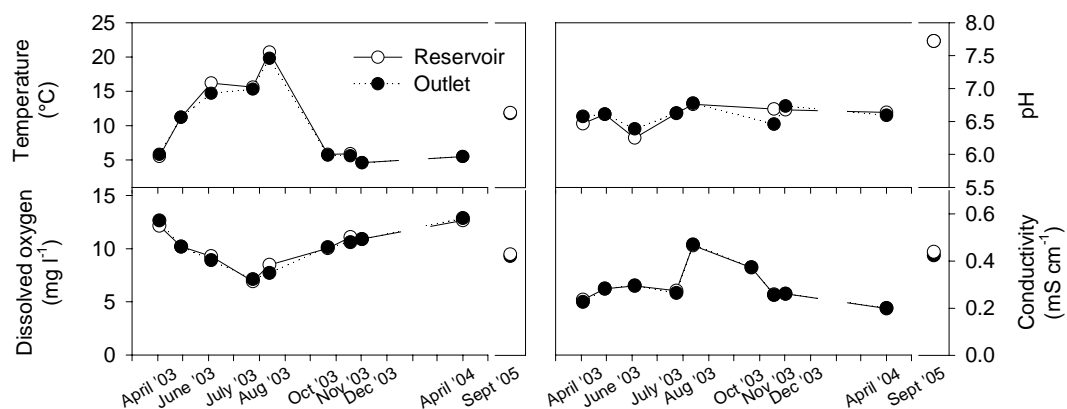 25
20
15
10
5
Temperature
(°C)
Reservoir
Outlet
8.0
7.5
7.0
6.5
6.0
5.5
pH
15
10
5
0
Dissolved oxygen
(mg l⁻¹)
0.6
0.4
0.2
0.0
Conductivity
(mS cm⁻¹)
April '03
June '03
July '03
Aug '03
Oct '03
Nov '03
Dec '03
April '04
Sept '05
April '03
June '03
July '03
Aug '03
Oct '03
Nov '03
Dec '03
April '04
Sept '05